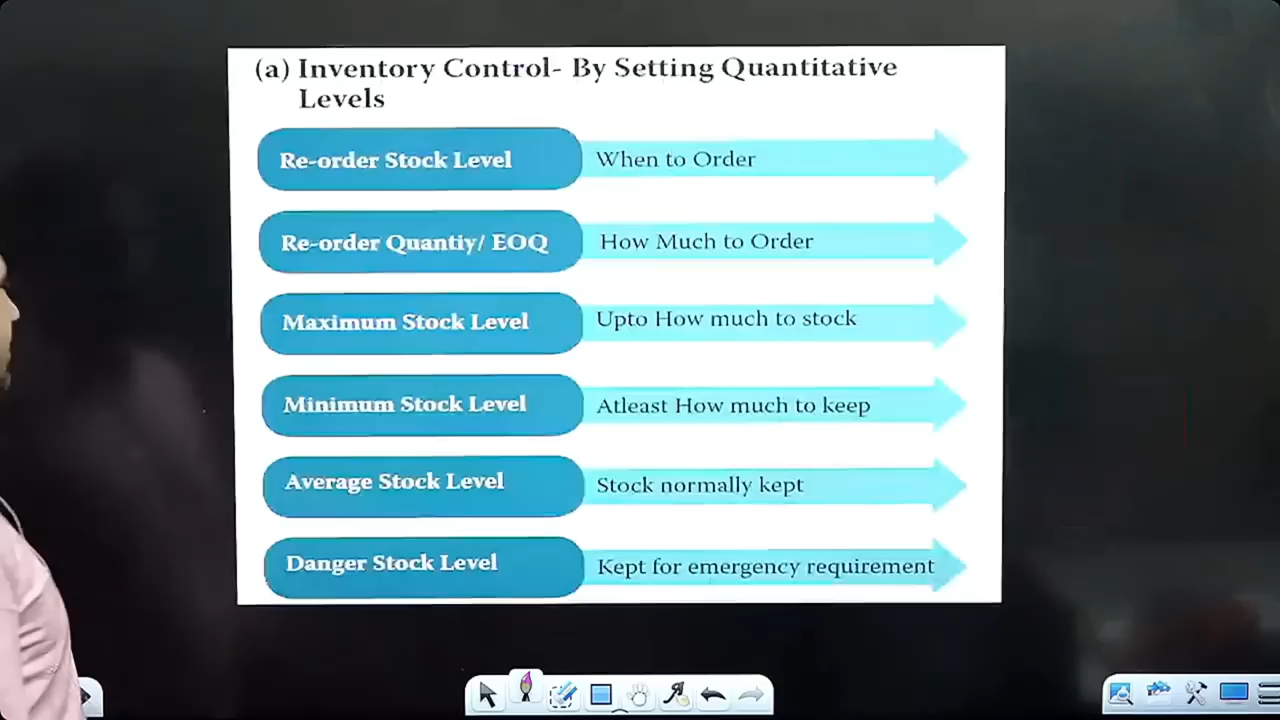 (a) Inventory Control- By Setting Quantitative
Levels
Re-order Stock Level
When to Order
Re-order Quantiy/ EOQ
How Much to Order
Maximum Stock Level
Upto How much to stock
Minimum Stock Level
Atleast How much to keep
Average Stock Level
Stock normally kept
Danger Stock Level
Kept for emergency requirement